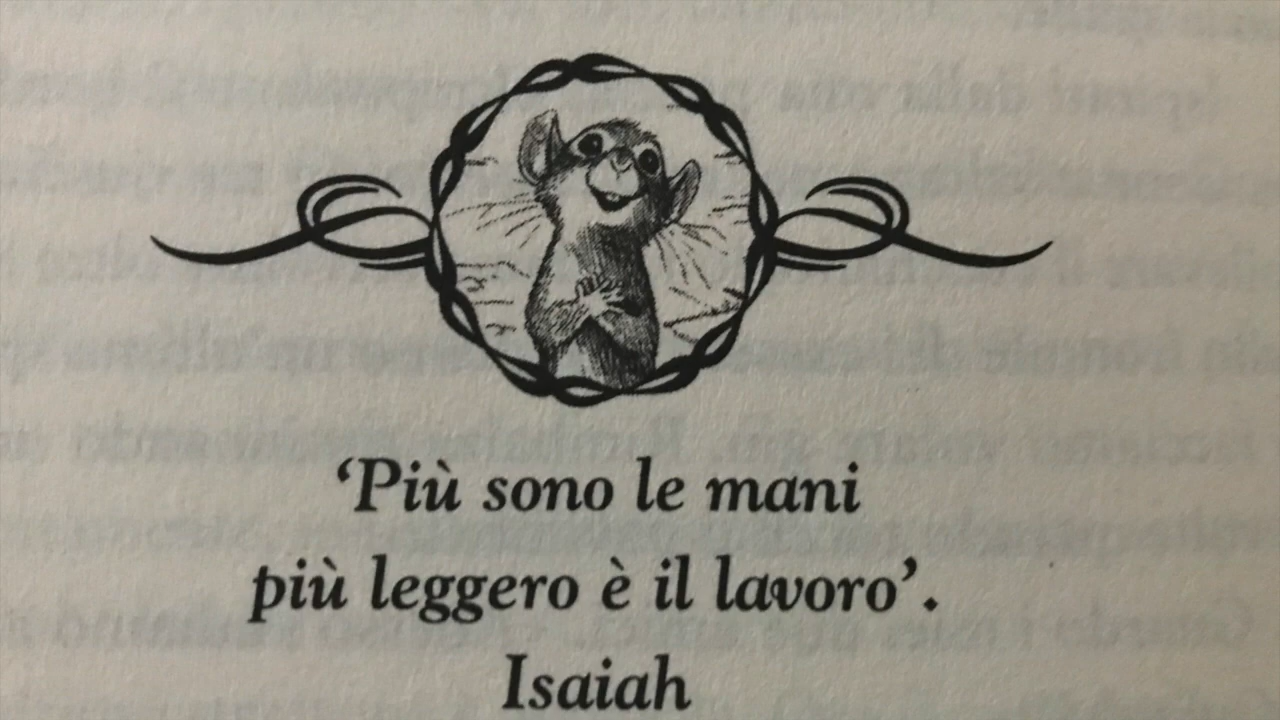 ‘Più sono le mani
più leggero è il lavoro’.
Isaiah